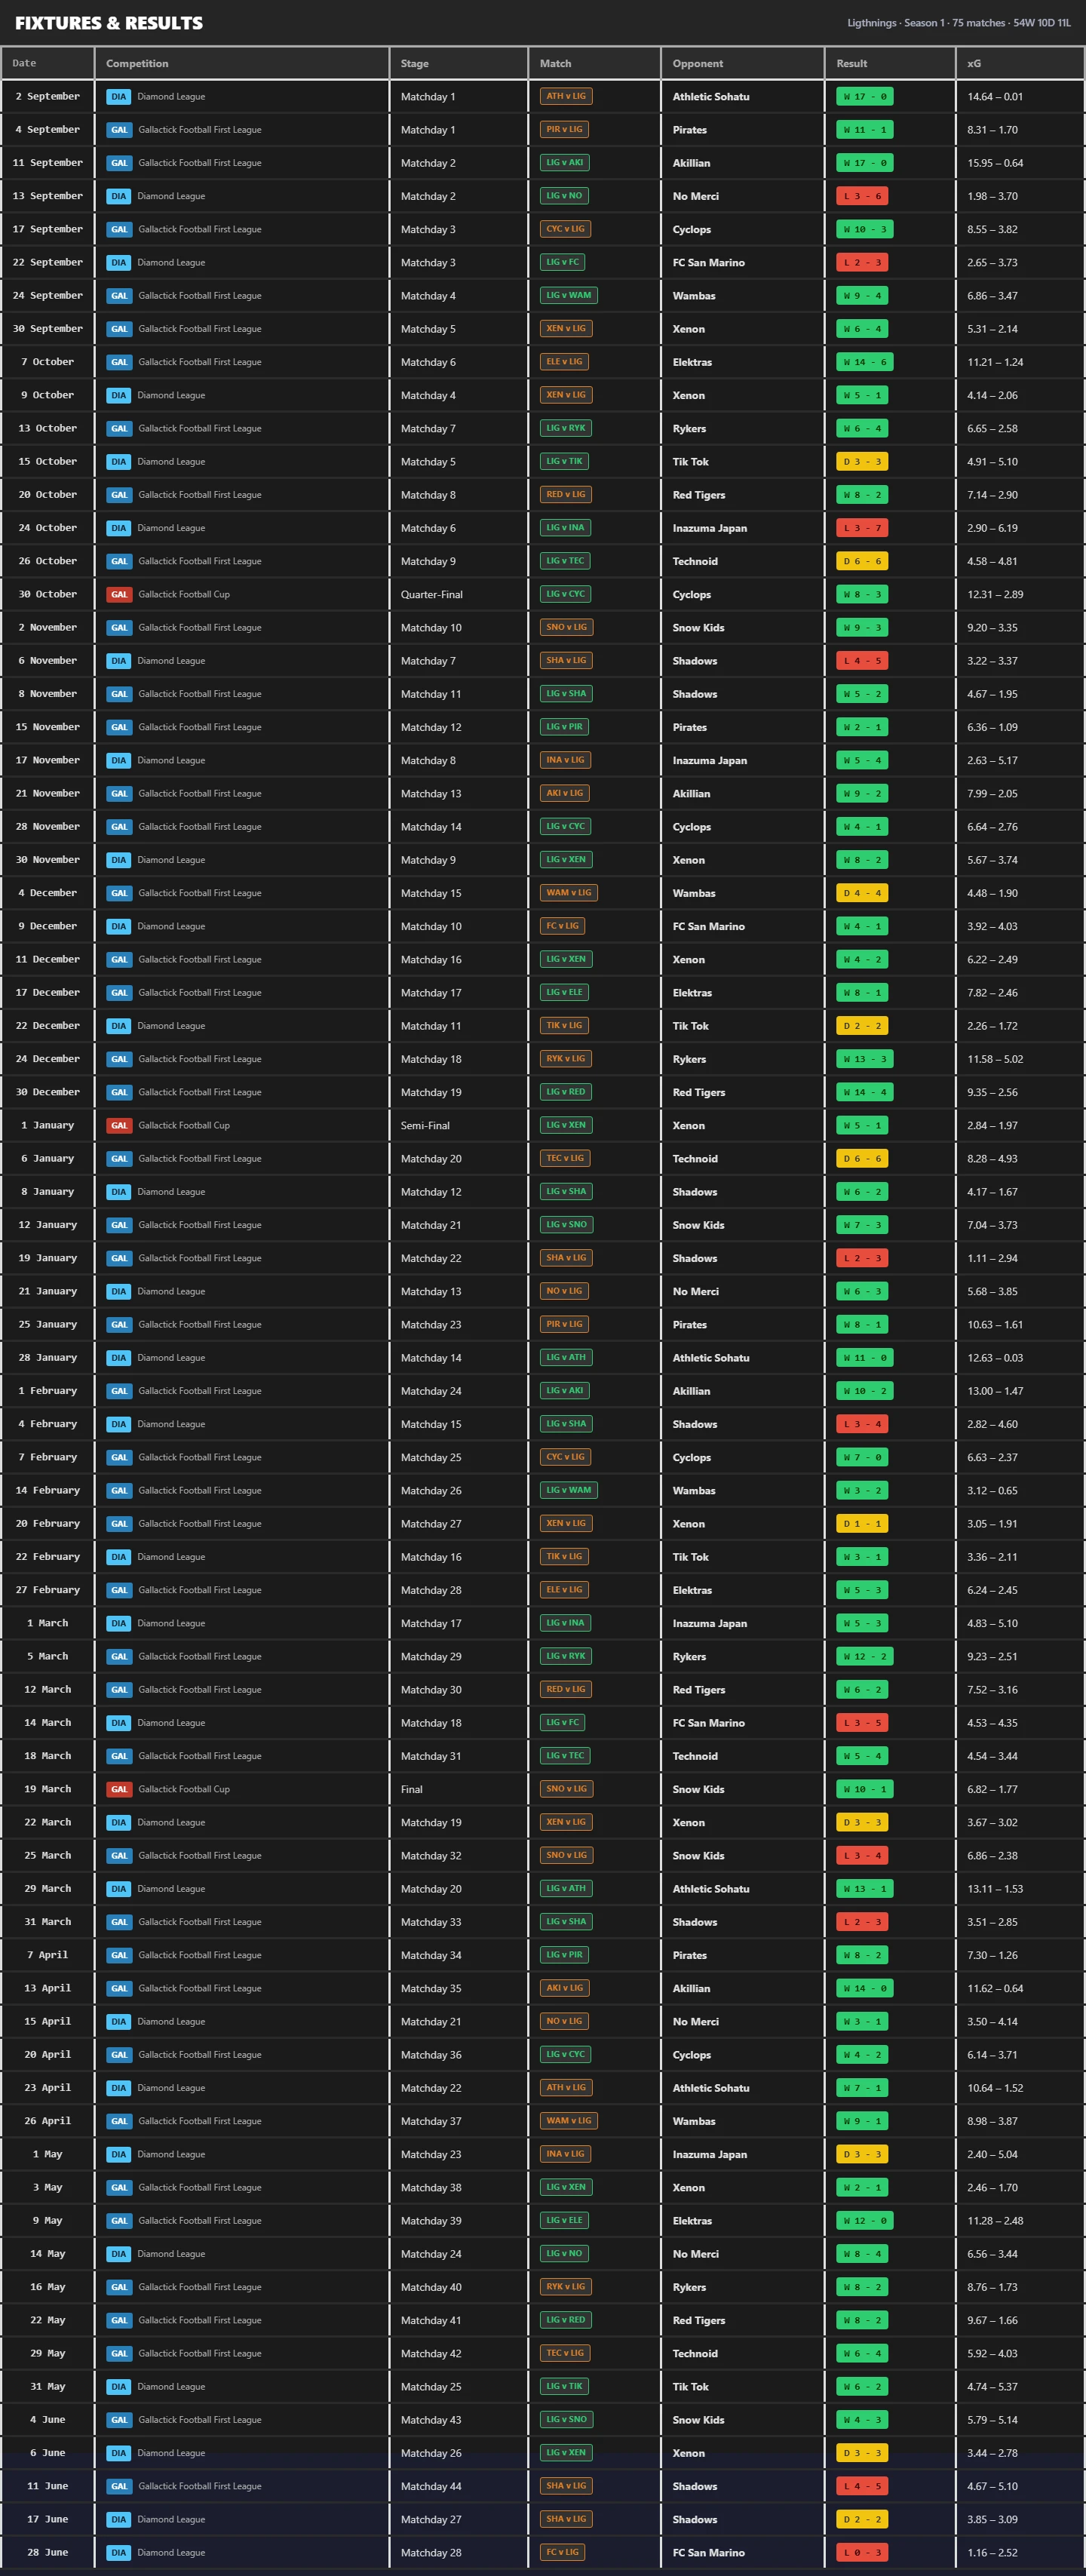 FIXTURES & RESULTS
Ligthnings · Season 1 · 75 matches · 54W 10D 11L
Date Competition Stage Match Opponent Result xG
2 September DIA Diamond League Matchday 1 ATH v LIG Athletic Sohatu W 17 - 0 14.64 – 0.01
4 September GAL Gallactick Football First League Matchday 1 PIR v LIG Pirates W 11 - 1 8.31 – 1.70
11 September GAL Gallactick Football First League Matchday 2 LIG v AKI Akillian W 17 - 0 15.95 – 0.64
13 September DIA Diamond League Matchday 2 LIG v NO No Merci L 3 - 6 1.98 – 3.70
17 September GAL Gallactick Football First League Matchday 3 CYC v LIG Cyclops W 10 - 3 8.55 – 3.82
22 September DIA Diamond League Matchday 3 LIG v FC FC San Marino L 2 - 3 2.65 – 3.73
24 September GAL Gallactick Football First League Matchday 4 LIG v WAM Wambas W 9 - 4 6.86 – 3.47
30 September GAL Gallactick Football First League Matchday 5 XEN v LIG Xenon W 6 - 4 5.31 – 2.14
7 October GAL Gallactick Football First League Matchday 6 ELE v LIG Elektras W 14 - 6 11.21 – 1.24
9 October DIA Diamond League Matchday 4 XEN v LIG Xenon W 5 - 1 4.14 – 2.06
13 October GAL Gallactick Football First League Matchday 7 LIG v RYK Rykers W 6 - 4 6.65 – 2.58
15 October DIA Diamond League Matchday 5 LIG v TIK Tik Tok D 3 - 3 4.91 – 5.10
20 October GAL Gallactick Football First League Matchday 8 RED v LIG Red Tigers W 8 - 2 7.14 – 2.90
24 October DIA Diamond League Matchday 6 LIG v INA Inazuma Japan L 3 - 7 2.90 – 6.19
26 October GAL Gallactick Football First League Matchday 9 LIG v TEC Technoid D 6 - 6 4.58 – 4.81
30 October GAL Gallactick Football Cup Quarter-Final LIG v CYC Cyclops W 8 - 3 12.31 – 2.89
2 November GAL Gallactick Football First League Matchday 10 SNO v LIG Snow Kids W 9 - 3 9.20 – 3.35
6 November DIA Diamond League Matchday 7 SHA v LIG Shadows L 4 - 5 3.22 – 3.37
8 November GAL Gallactick Football First League Matchday 11 LIG v SHA Shadows W 5 - 2 4.67 – 1.95
15 November GAL Gallactick Football First League Matchday 12 LIG v PIR Pirates W 2 - 1 6.36 – 1.09
17 November DIA Diamond League Matchday 8 INA v LIG Inazuma Japan W 5 - 4 2.63 – 5.17
21 November GAL Gallactick Football First League Matchday 13 AKI v LIG Akillian W 9 - 2 7.99 – 2.05
28 November GAL Gallactick Football First League Matchday 14 LIG v CYC Cyclops W 4 - 1 6.64 – 2.76
30 November DIA Diamond League Matchday 9 LIG v XEN Xenon W 8 - 2 5.67 – 3.74
4 December GAL Gallactick Football First League Matchday 15 WAM v LIG Wambas D 4 - 4 4.48 – 1.90
9 December DIA Diamond League Matchday 10 FC v LIG FC San Marino W 4 - 1 3.92 – 4.03
11 December GAL Gallactick Football First League Matchday 16 LIG v XEN Xenon W 4 - 2 6.22 – 2.49
17 December GAL Gallactick Football First League Matchday 17 LIG v ELE Elektras W 8 - 1 7.82 – 2.46
22 December DIA Diamond League Matchday 11 TIK v LIG Tik Tok D 2 - 2 2.26 – 1.72
24 December GAL Gallactick Football First League Matchday 18 RYK v LIG Rykers W 13 - 3 11.58 – 5.02
30 December GAL Gallactick Football First League Matchday 19 LIG v RED Red Tigers W 14 - 4 9.35 – 2.56
1 January GAL Gallactick Football Cup Semi-Final LIG v XEN Xenon W 5 - 1 2.84 – 1.97
6 January GAL Gallactick Football First League Matchday 20 TEC v LIG Technoid D 6 - 6 8.28 – 4.93
8 January DIA Diamond League Matchday 12 LIG v SHA Shadows W 6 - 2 4.17 – 1.67
12 January GAL Gallactick Football First League Matchday 21 LIG v SNO Snow Kids W 7 - 3 7.04 – 3.73
19 January GAL Gallactick Football First League Matchday 22 SHA v LIG Shadows L 2 - 3 1.11 – 2.94
21 January DIA Diamond League Matchday 13 NO v LIG No Merci W 6 - 3 5.68 – 3.85
25 January GAL Gallactick Football First League Matchday 23 PIR v LIG Pirates W 8 - 1 10.63 – 1.61
28 January DIA Diamond League Matchday 14 LIG v ATH Athletic Sohatu W 11 - 0 12.63 – 0.03
1 February GAL Gallactick Football First League Matchday 24 LIG v AKI Akillian W 10 - 2 13.00 – 1.47
4 February DIA Diamond League Matchday 15 LIG v SHA Shadows L 3 - 4 2.82 – 4.60
7 February GAL Gallactick Football First League Matchday 25 CYC v LIG Cyclops W 7 - 0 6.63 – 2.37
14 February GAL Gallactick Football First League Matchday 26 LIG v WAM Wambas W 3 - 2 3.12 – 0.65
20 February GAL Gallactick Football First League Matchday 27 XEN v LIG Xenon D 1 - 1 3.05 – 1.91
22 February DIA Diamond League Matchday 16 TIK v LIG Tik Tok W 3 - 1 3.36 – 2.11
27 February GAL Gallactick Football First League Matchday 28 ELE v LIG Elektras W 5 - 3 6.24 – 2.45
1 March DIA Diamond League Matchday 17 LIG v INA Inazuma Japan W 5 - 3 4.83 – 5.10
5 March GAL Gallactick Football First League Matchday 29 LIG v RYK Rykers W 12 - 2 9.23 – 2.51
12 March GAL Gallactick Football First League Matchday 30 RED v LIG Red Tigers W 6 - 2 7.52 – 3.16
14 March DIA Diamond League Matchday 18 LIG v FC FC San Marino L 3 - 5 4.53 – 4.35
18 March GAL Gallactick Football First League Matchday 31 LIG v TEC Technoid W 5 - 4 4.54 – 3.44
19 March GAL Gallactick Football Cup Final SNO v LIG Snow Kids W 10 - 1 6.82 – 1.77
22 March DIA Diamond League Matchday 19 XEN v LIG Xenon D 3 - 3 3.67 – 3.02
25 March GAL Gallactick Football First League Matchday 32 SNO v LIG Snow Kids L 3 - 4 6.86 – 2.38
29 March DIA Diamond League Matchday 20 LIG v ATH Athletic Sohatu W 13 - 1 13.11 – 1.53
31 March GAL Gallactick Football First League Matchday 33 LIG v SHA Shadows L 2 - 3 3.51 – 2.85
7 April GAL Gallactick Football First League Matchday 34 LIG v PIR Pirates W 8 - 2 7.30 – 1.26
13 April GAL Gallactick Football First League Matchday 35 AKI v LIG Akillian W 14 - 0 11.62 – 0.64
15 April DIA Diamond League Matchday 21 NO v LIG No Merci W 3 - 1 3.50 – 4.14
20 April GAL Gallactick Football First League Matchday 36 LIG v CYC Cyclops W 4 - 2 6.14 – 3.71
23 April DIA Diamond League Matchday 22 ATH v LIG Athletic Sohatu W 7 - 1 10.64 – 1.52
26 April GAL Gallactick Football First League Matchday 37 WAM v LIG Wambas W 9 - 1 8.98 – 3.87
1 May DIA Diamond League Matchday 23 INA v LIG Inazuma Japan D 3 - 3 2.40 – 5.04
3 May GAL Gallactick Football First League Matchday 38 LIG v XEN Xenon W 2 - 1 2.46 – 1.70
9 May GAL Gallactick Football First League Matchday 39 LIG v ELE Elektras W 12 - 0 11.28 – 2.48
14 May DIA Diamond League Matchday 24 LIG v NO No Merci W 8 - 4 6.56 – 3.44
16 May GAL Gallactick Football First League Matchday 40 RYK v LIG Rykers W 8 - 2 8.76 – 1.73
22 May GAL Gallactick Football First League Matchday 41 LIG v RED Red Tigers W 8 - 2 9.67 – 1.66
29 May GAL Gallactick Football First League Matchday 42 TEC v LIG Technoid W 6 - 4 5.92 – 4.03
31 May DIA Diamond League Matchday 25 LIG v TIK Tik Tok W 6 - 2 4.74 – 5.37
4 June GAL Gallactick Football First League Matchday 43 LIG v SNO Snow Kids W 4 - 3 5.79 – 5.14
6 June DIA Diamond League Matchday 26 LIG v XEN Xenon D 3 - 3 3.44 – 2.78
11 June GAL Gallactick Football First League Matchday 44 SHA v LIG Shadows L 4 - 5 4.67 – 5.10
17 June DIA Diamond League Matchday 27 SHA v LIG Shadows D 2 - 2 3.85 – 3.09
28 June DIA Diamond League Matchday 28 FC v LIG FC San Marino L 0 - 3 1.16 – 2.52